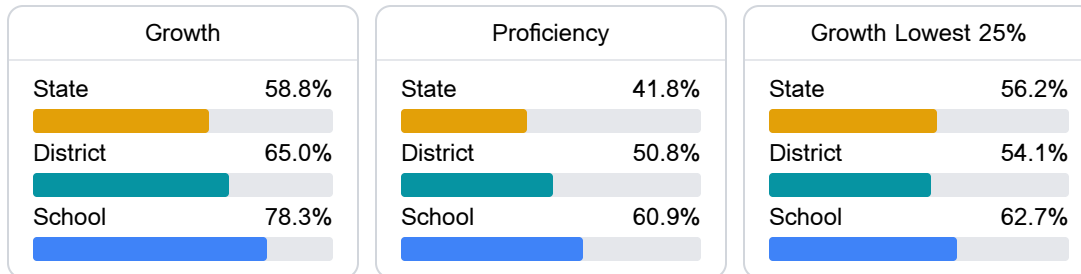 Growth
State 58.8%
District 65.0%
School 78.3%
Proficiency
State 41.8%
District 50.8%
School 60.9%
Growth Lowest 25%
State 56.2%
District 54.1%
School 62.7%